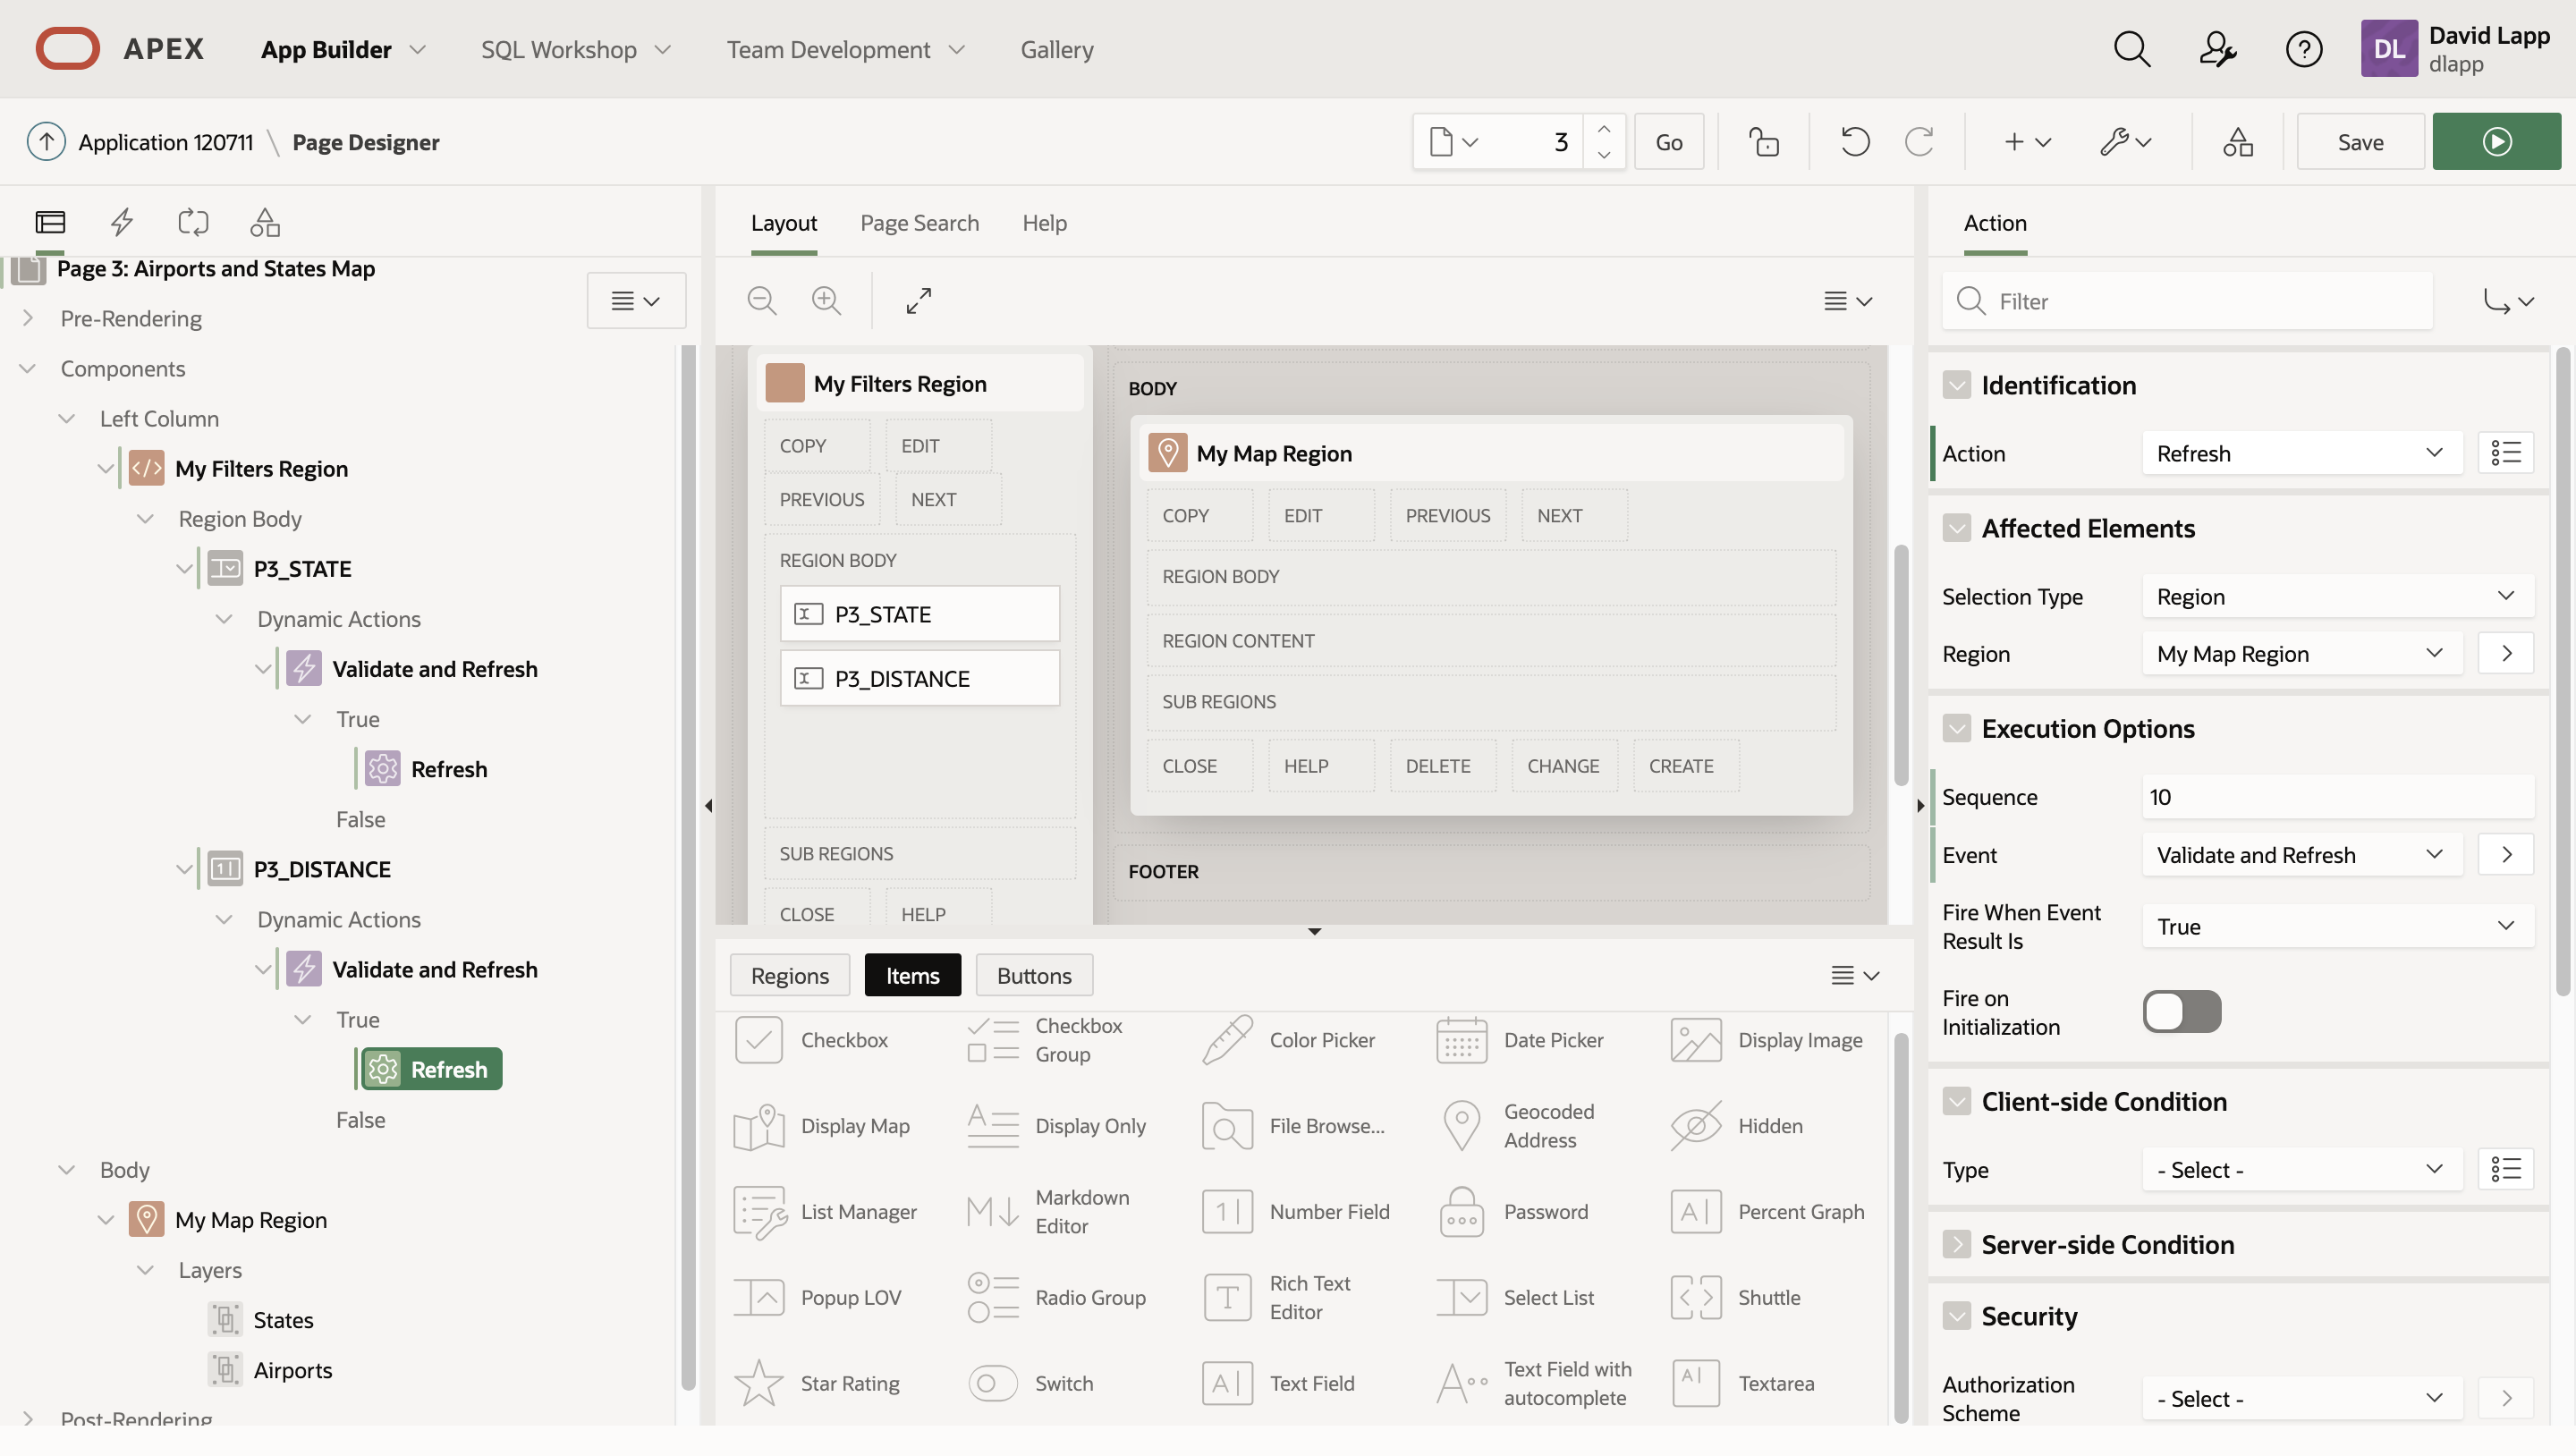 APEX
App Builder
SQL Workshop
Team Development
Gallery
DL
David Lapp
dlapp
Application 120711
Page Designer
3
Go
Save
Page 3: Airports and States Map
Pre-Rendering
Components
Left Column
My Filters Region
Region Body
P3_STATE
Dynamic Actions
Validate and Refresh
True
Refresh
False
P3_DISTANCE
Dynamic Actions
Validate and Refresh
True
Refresh
False
Body
My Map Region
Layers
States
Airports
Post-Rendering
Layout
Page Search
Help
My Filters Region
COPY
EDIT
PREVIOUS
NEXT
REGION BODY
P3_STATE
P3_DISTANCE
SUB REGIONS
CLOSE
HELP
BODY
My Map Region
COPY
EDIT
PREVIOUS
NEXT
REGION BODY
REGION CONTENT
SUB REGIONS
CLOSE
HELP
DELETE
CHANGE
CREATE
FOOTER
Regions
Items
Buttons
Checkbox
Checkbox
Group
Color Picker
Date Picker
Display Image
Display Map
Display Only
File Browse...
Geocoded
Address
Hidden
List Manager
Markdown
Editor
Number Field
Password
Percent Graph
Popup LOV
Radio Group
Rich Text
Editor
Select List
Shuttle
Star Rating
Switch
Text Field
Text Field with
autocomplete
Textarea
Action
Filter
Identification
Action
Refresh
Affected Elements
Selection Type
Region
Region
My Map Region
Execution Options
Sequence
10
Event
Validate and Refresh
Fire When Event
Result Is
True
Fire on
Initialization
Client-side Condition
Type
- Select -
Server-side Condition
Security
Authorization
Scheme
- Select -